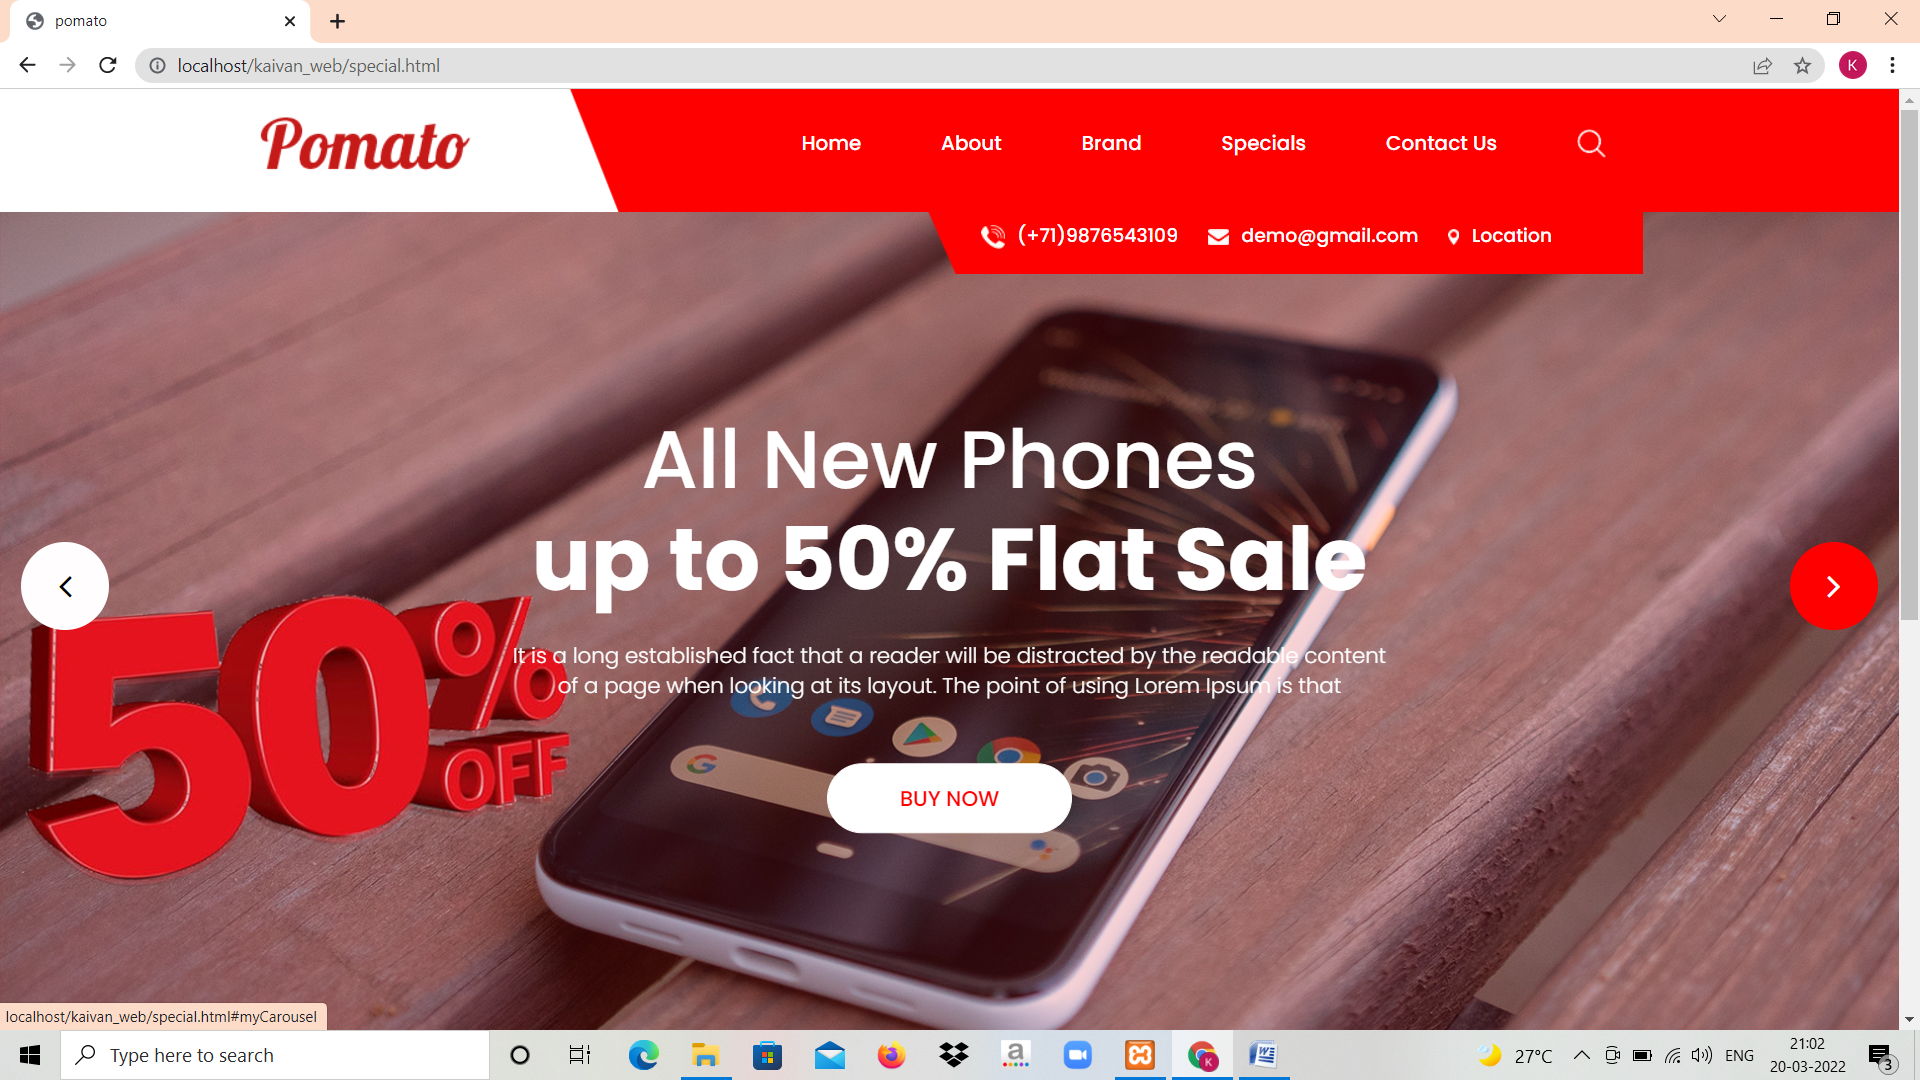 pomato
localhost/kaivan_web/special.html
K
Pomato
Home About Brand Specials Contact Us
(+71)9876543109 demo@gmail.com Location
All New Phones
up to 50% Flat Sale
50% OFF
It is a long established fact that a reader will be distracted by the readable content
of a page when looking at its layout. The point of using Lorem Ipsum is that
BUY NOW
localhost/kaivan_web/special.html#myCarousel
Type here to search
27°C
ENG
21:02
20-03-2022
3